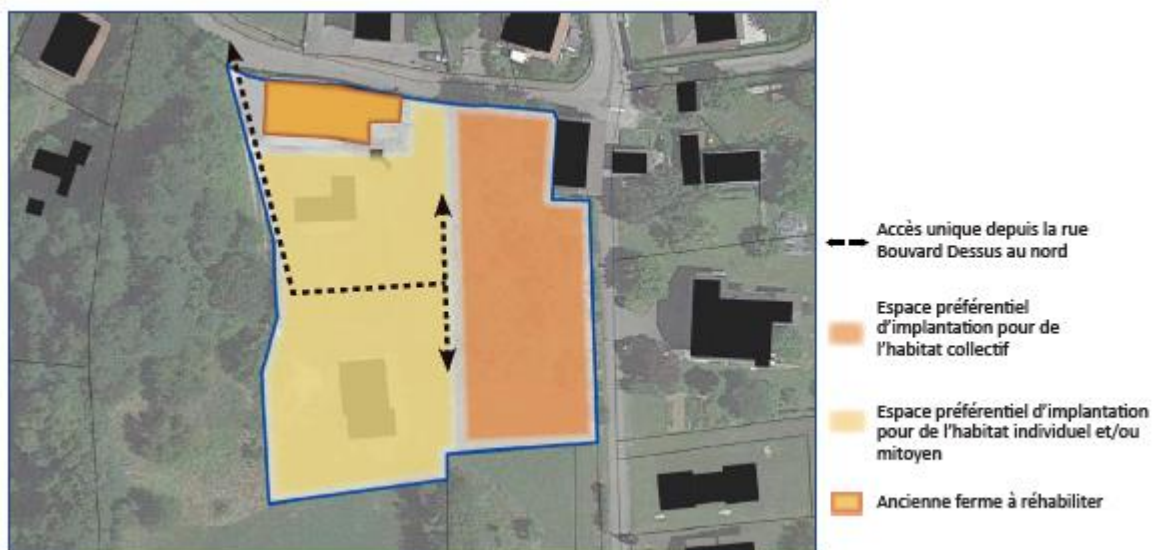 Accès unique depuis la rue
Bouvard Dessus au nord
Espace préférentiel
d'implantation pour de
l'habitat collectif
Espace préférentiel d'implantation
pour de l'habitat individuel et/ou
mitoyen
Ancienne ferme à réhabiliter